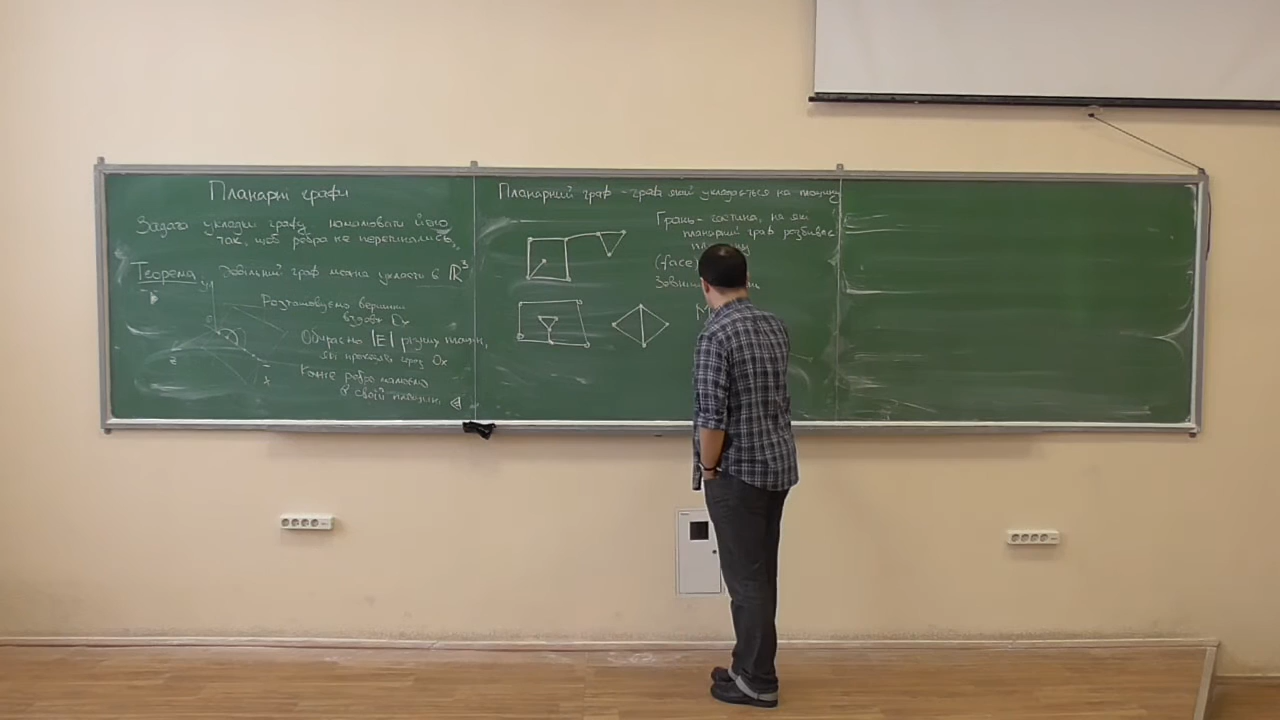 Планарні графи
Задача укладки графу намалювати його
так, щоб ребра не перетинались.
Теорема. Довільний граф можна укласти в ℝ³
Розташовуємо вершини
вздовж Ox
Обираємо |E| різних площин,
які проходять через Ox
Кожне ребро малюємо
в своїй площині.
Планарний граф - граф який укладається на площину
Грань - частина, на які
планарний граф розбиває
(face)